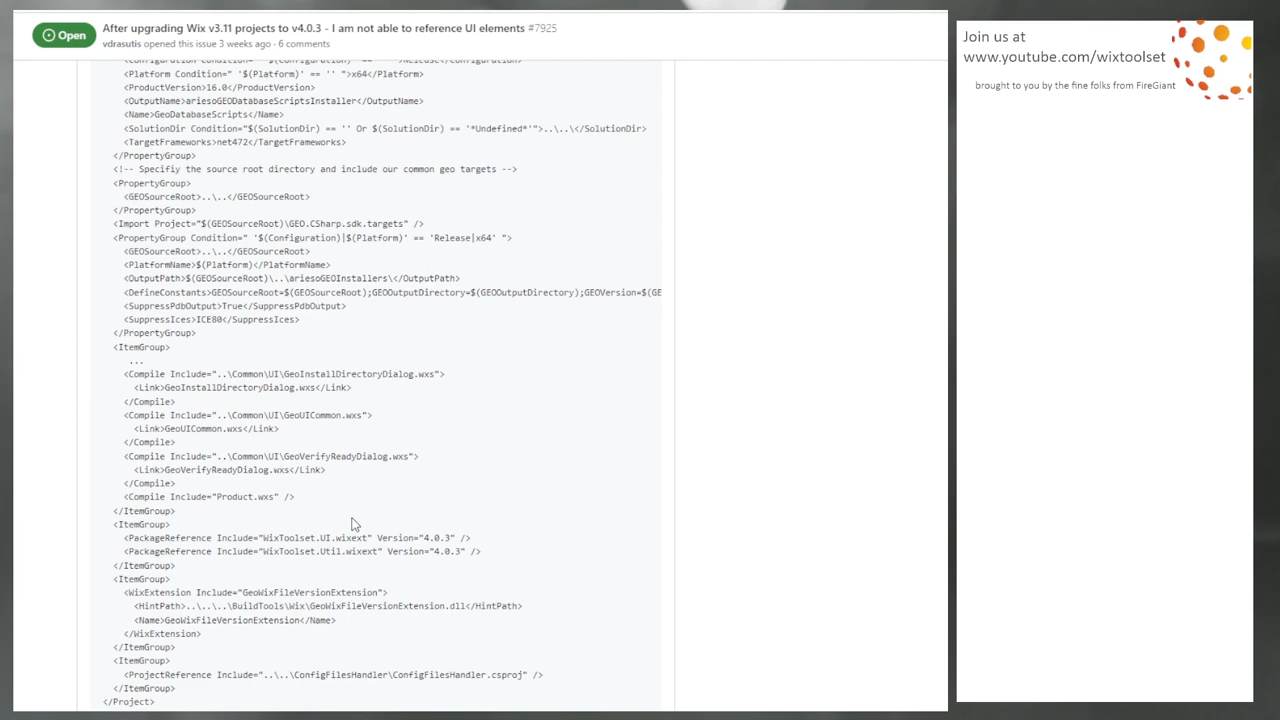 Open
After upgrading Wix v3.11 projects to v4.0.3 - I am not able to reference UI elements #7925
vdrasutis opened this issue 3 weeks ago · 6 comments
<Platform Condition=" '$(Platform)' == '' ">x64</Platform>
<ProductVersion>16.0</ProductVersion>
<OutputName>ariesoGEODatabaseScriptsInstaller</OutputName>
<Name>GeoDatabaseScripts</Name>
<SolutionDir Condition="$(SolutionDir) == '' Or $(SolutionDir) == '*Undefined*'">..\..\</SolutionDir>
<TargetFrameworks>net472</TargetFrameworks>
</PropertyGroup>
<!-- Specifiy the source root directory and include our common geo targets -->
<PropertyGroup>
<GEOSourceRoot>..\..</GEOSourceRoot>
</PropertyGroup>
<Import Project="$(GEOSourceRoot)\GEO.CSharp.sdk.targets" />
<PropertyGroup Condition=" '$(Configuration)|$(Platform)' == 'Release|x64' ">
<GEOSourceRoot>..\..</GEOSourceRoot>
<PlatformName>$(Platform)</PlatformName>
<OutputPath>$(GEOSourceRoot)\..\ariesoGEOInstallers\</OutputPath>
<DefineConstants>GEOSourceRoot=$(GEOSourceRoot);GEOOutputDirectory=$(GEOOutputDirectory);GEOVersion=$(GE
<SuppressPdbOutput>True</SuppressPdbOutput>
<SuppressIces>ICE80</SuppressIces>
</PropertyGroup>
<ItemGroup>
...
<Compile Include="..\Common\UI\GeoInstallDirectoryDialog.wxs">
<Link>GeoInstallDirectoryDialog.wxs</Link>
</Compile>
<Compile Include="..\Common\UI\GeoUICommon.wxs">
<Link>GeoUICommon.wxs</Link>
</Compile>
<Compile Include="..\Common\UI\GeoVerifyReadyDialog.wxs">
<Link>GeoVerifyReadyDialog.wxs</Link>
</Compile>
<Compile Include="Product.wxs" />
</ItemGroup>
<ItemGroup>
<PackageReference Include="WixToolset.UI.wixext" Version="4.0.3" />
<PackageReference Include="WixToolset.Util.wixext" Version="4.0.3" />
</ItemGroup>
<ItemGroup>
<WixExtension Include="GeoWixFileVersionExtension">
<HintPath>..\..\..\BuildTools\Wix\GeoWixFileVersionExtension.dll</HintPath>
<Name>GeoWixFileVersionExtension</Name>
</WixExtension>
</ItemGroup>
<ItemGroup>
<ProjectReference Include="..\..\ConfigFilesHandler\ConfigFilesHandler.csproj" />
</ItemGroup>
</Project>
Join us at
www.youtube.com/wixtoolset
brought to you by the fine folks from FireGiant